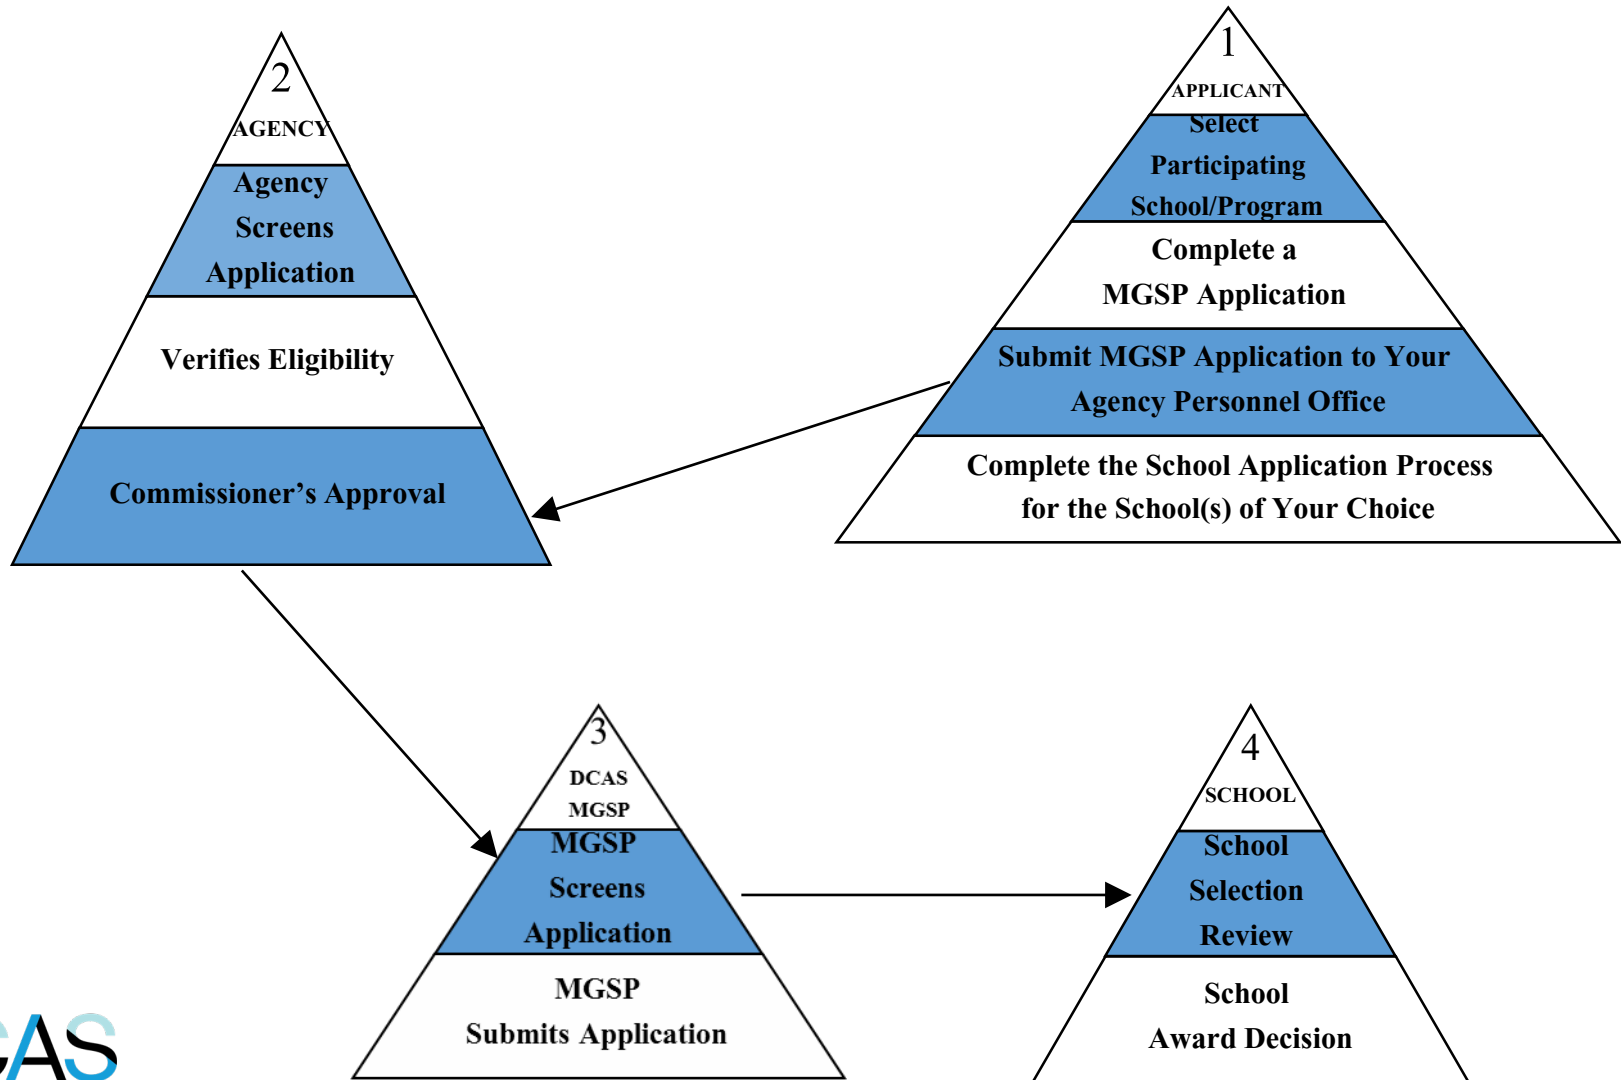 1
APPLICANT
Select
Participating
School/Program
Complete a
MGSP Application
Submit MGSP Application to Your
Agency Personnel Office
Complete the School Application Process
for the School(s) of Your Choice
2
AGENCY
Agency
Screens
Application
Verifies Eligibility
Commissioner’s Approval
3
DCAS
MGSP
MGSP
Screens
Application
MGSP
Submits Application
4
SCHOOL
School
Selection
Review
School
Award Decision
CAS